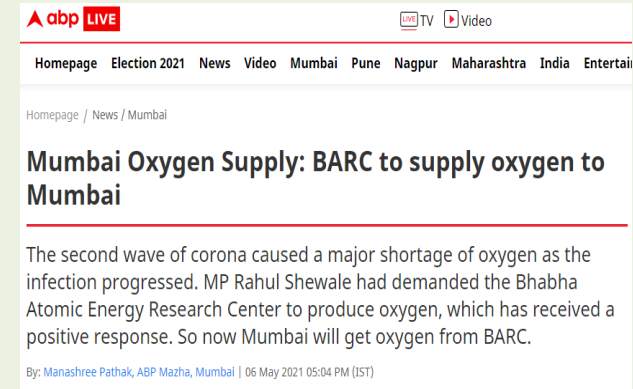 abp LIVE LIVE TV Video
Homepage Election 2021 News Video Mumbai Pune Nagpur Maharashtra India Entertai
Homepage / News / Mumbai
Mumbai Oxygen Supply: BARC to supply oxygen to
Mumbai
The second wave of corona caused a major shortage of oxygen as the
infection progressed. MP Rahul Shewale had demanded the Bhabha
Atomic Energy Research Center to produce oxygen, which has received a
positive response. So now Mumbai will get oxygen from BARC.
By: Manashree Pathak, ABP Mazha, Mumbai | 06 May 2021 05:04 PM (IST)